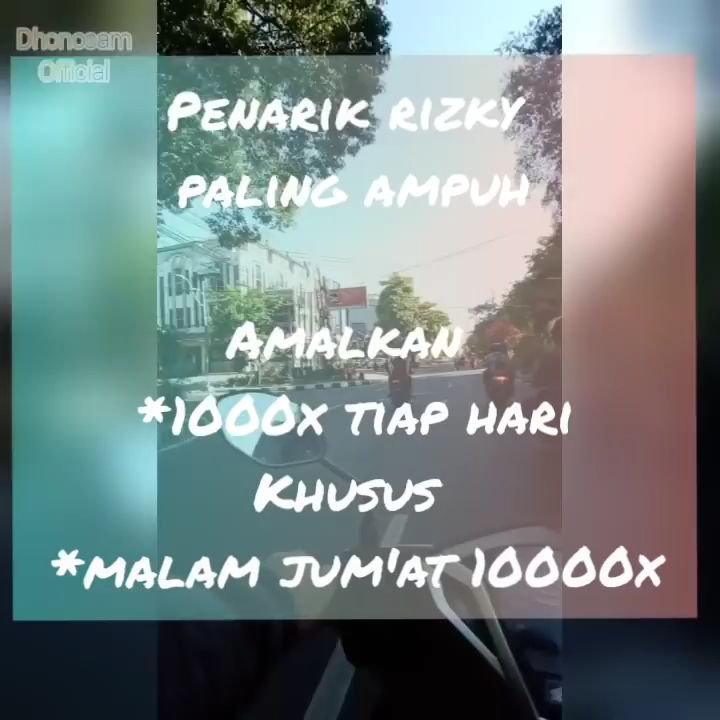 Dhonosam
Official
PENARIK RIZKY
PALING AMPUH
AMALKAN
*1000X TIAP HARI
KHUSUS
*MALAM JUM'AT 10000X